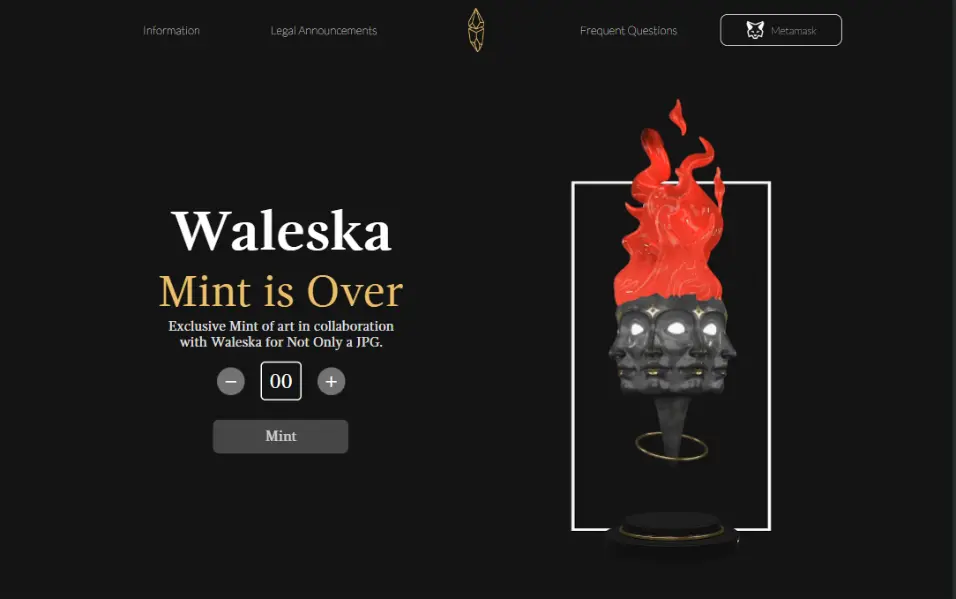 Information
Legal Announcements
Frequent Questions
Metamask
Waleska
Mint is Over
Exclusive Mint of art in collaboration
with Waleska for Not Only a JPG.
− 00 +
Mint